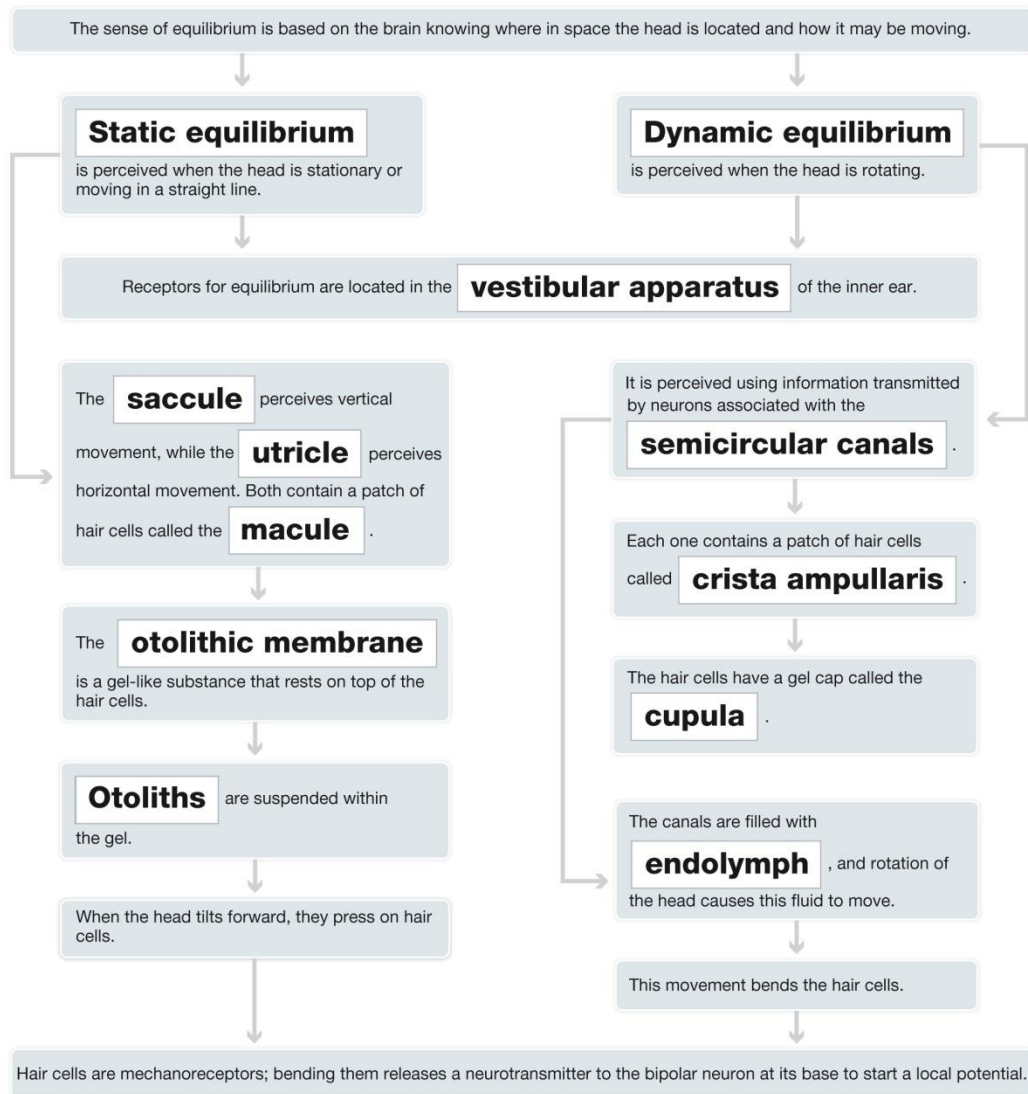 The sense of equilibrium is based on the brain knowing where in space the head is located and how it may be moving.
Static equilibrium
is perceived when the head is stationary or
moving in a straight line.
Dynamic equilibrium
is perceived when the head is rotating.
Receptors for equilibrium are located in the vestibular apparatus of the inner ear.
The saccule perceives vertical
movement, while the utricle perceives
horizontal movement. Both contain a patch of
hair cells called the macule .
The otolithic membrane
is a gel-like substance that rests on top of the
hair cells.
Otoliths are suspended within
the gel.
When the head tilts forward, they press on hair
cells.
It is perceived using information transmitted
by neurons associated with the
semicircular canals .
Each one contains a patch of hair cells
called crista ampullaris .
The hair cells have a gel cap called the
cupula .
The canals are filled with
endolymph , and rotation of
the head causes this fluid to move.
This movement bends the hair cells.
Hair cells are mechanoreceptors; bending them releases a neurotransmitter to the bipolar neuron at its base to start a local potential.